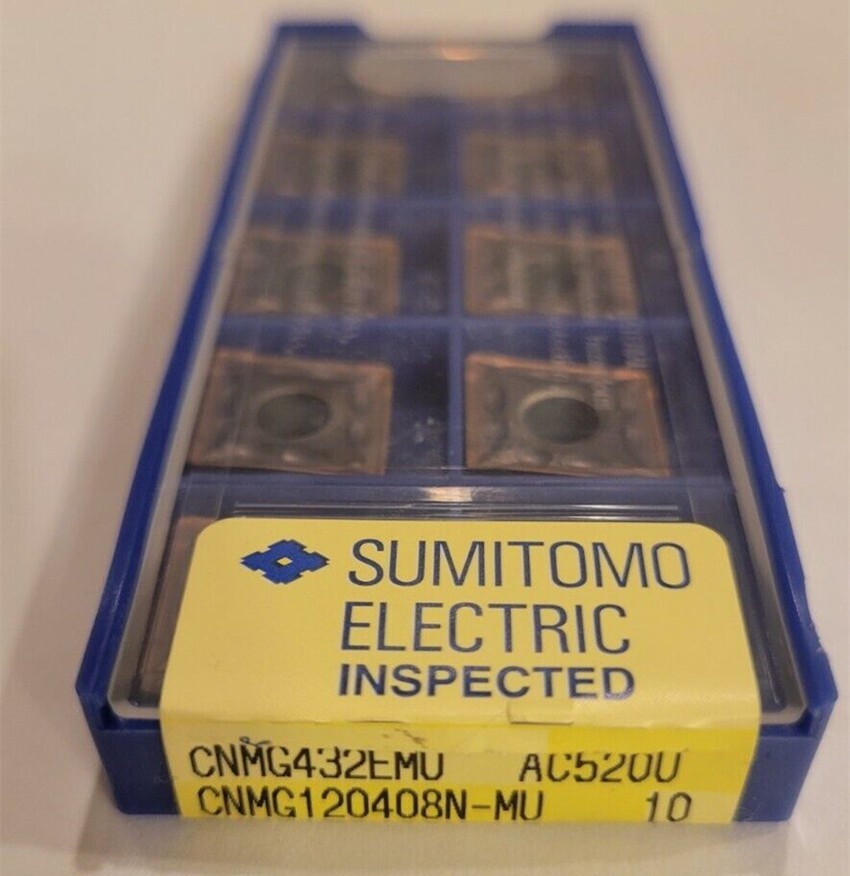 SUMITOMO
ELECTRIC
INSPECTED
CNMG432EMU AC520U
CNMG120408N-MU 10